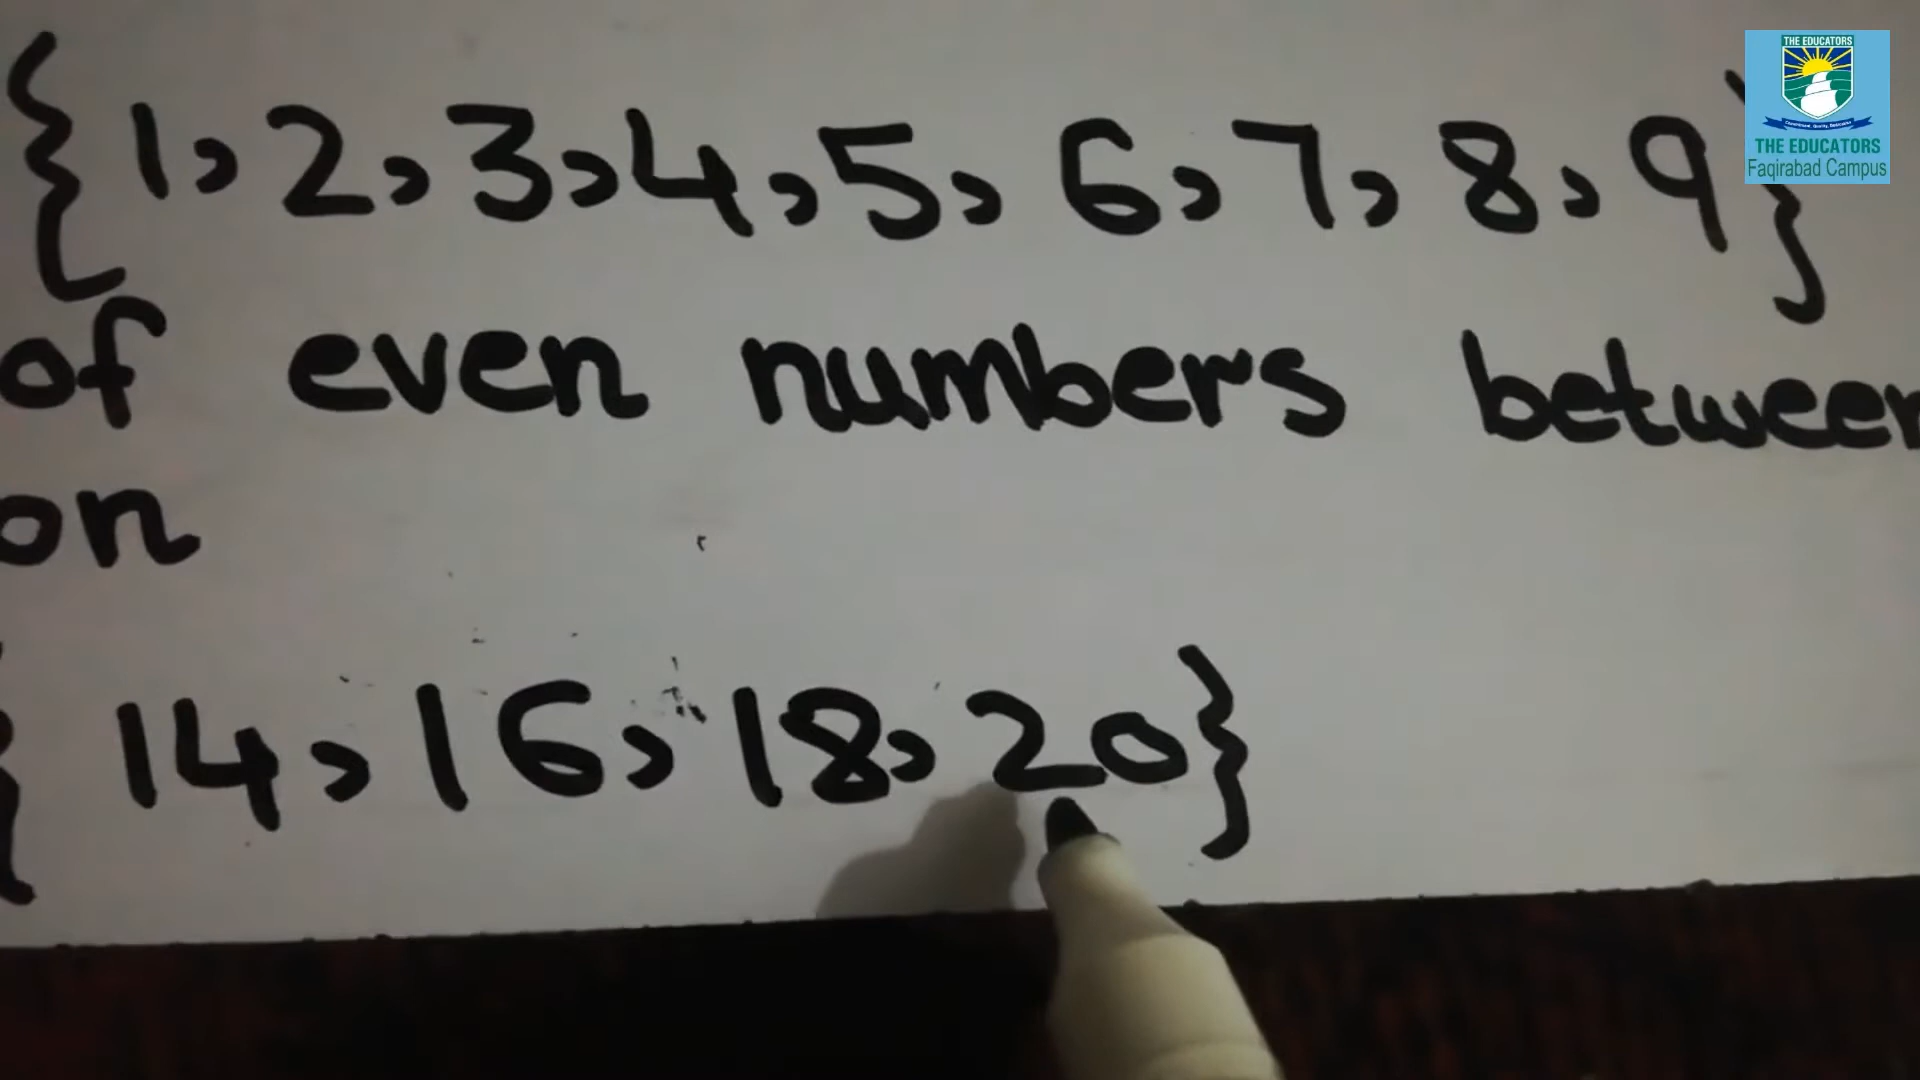 {1, 2, 3, 4, 5, 6, 7, 8, 9}
of even numbers between
on
{ 14, 16, 18, 20}
THE EDUCATORS
THE EDUCATORS
Faqirabad Campus